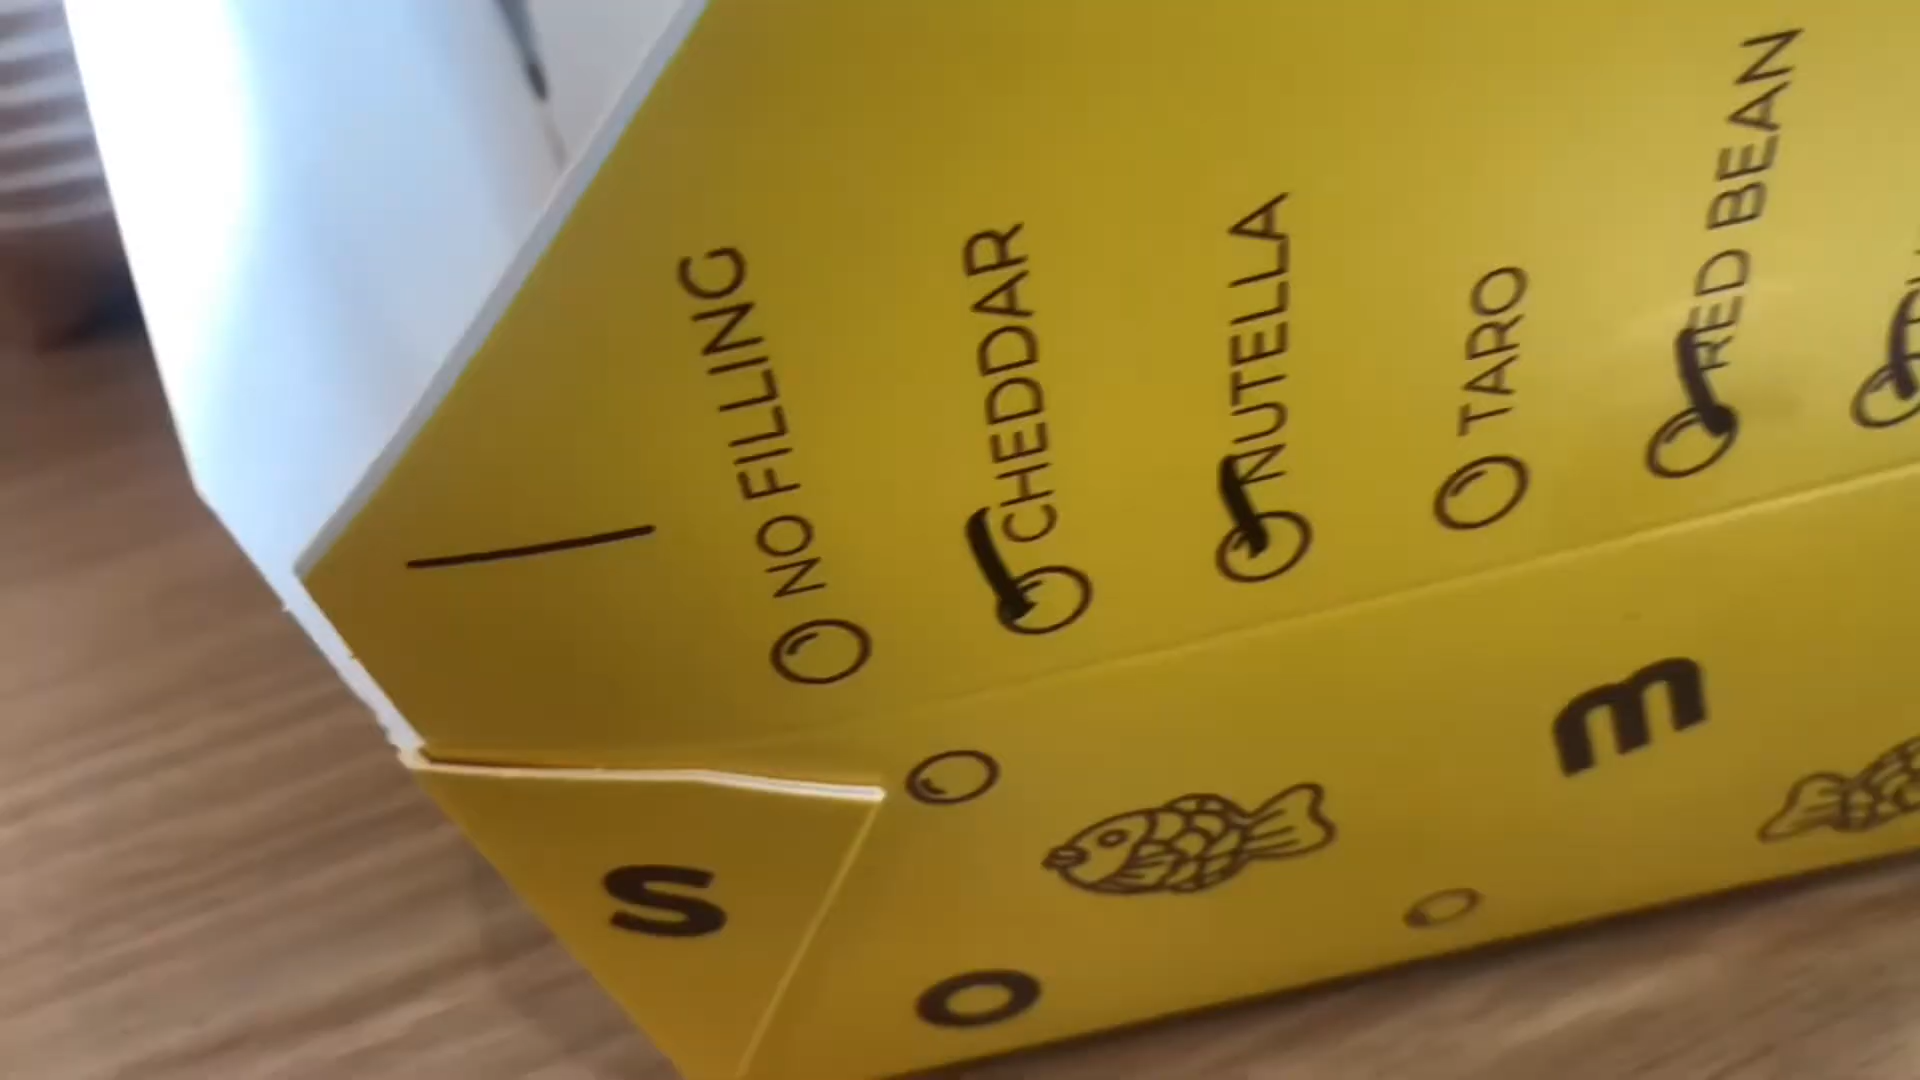 NO FILLING
CHEDDAR
NUTELLA
TARO
RED BEAN
s
o
m